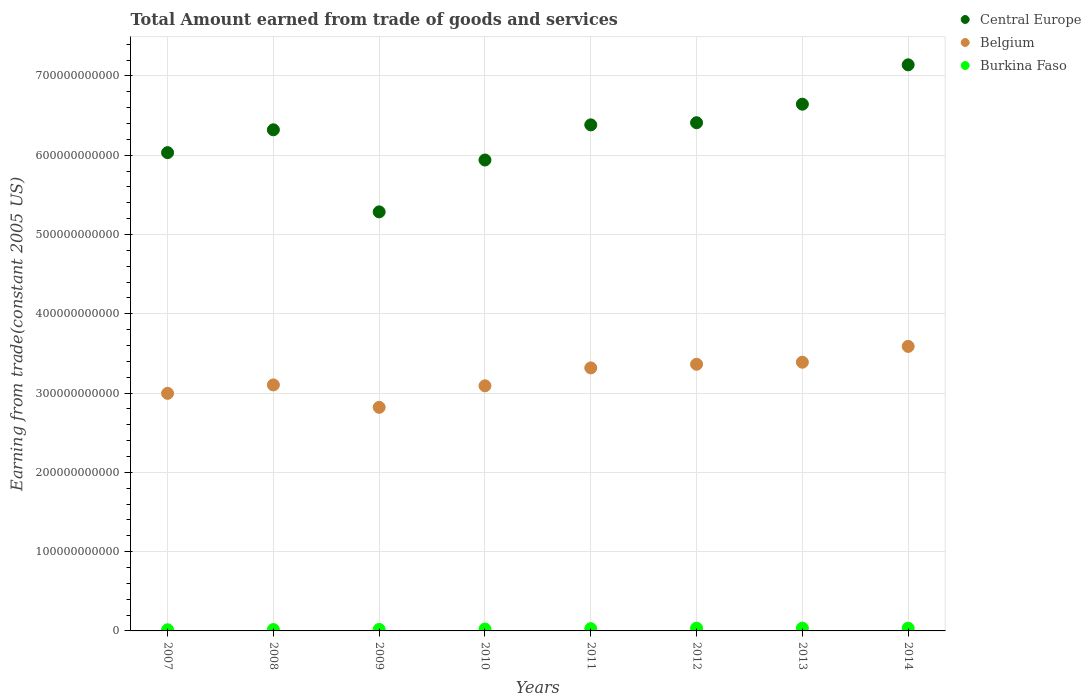 Total Amount earned from trade of goods and services
Central Europe
Belgium
Burkina Faso
Earning from trade(constant 2005 US)
700000000000
600000000000
500000000000
400000000000
300000000000
200000000000
100000000000
0
2007
2008
2009
2010
2011
2012
2013
2014
Years